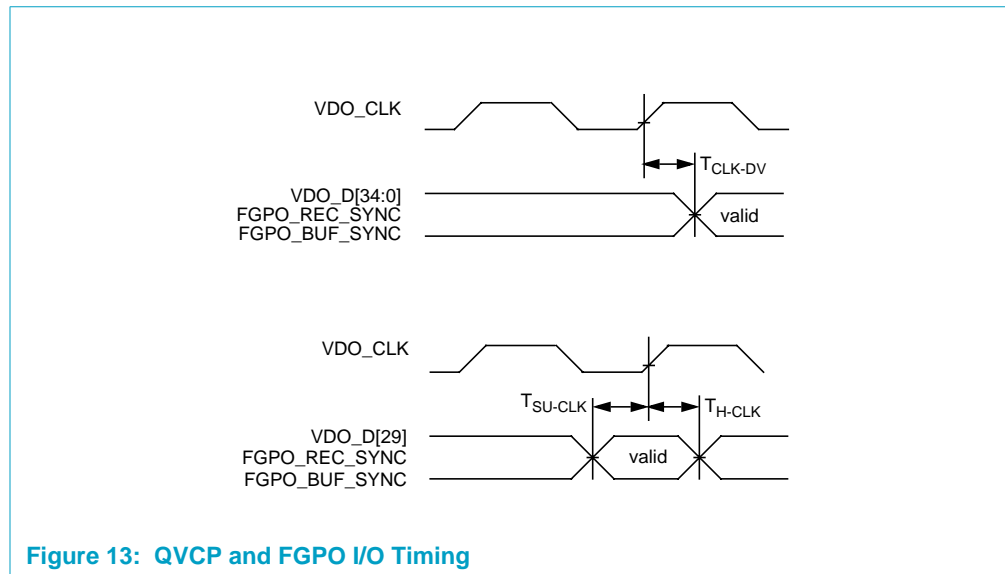 VDO_CLK
TCLK-DV
VDO_D[34:0]
FGPO_REC_SYNC
FGPO_BUF_SYNC
valid
VDO_CLK
TSU-CLK
TH-CLK
VDO_D[29]
FGPO_REC_SYNC
FGPO_BUF_SYNC
valid
Figure 13: QVCP and FGPO I/O Timing